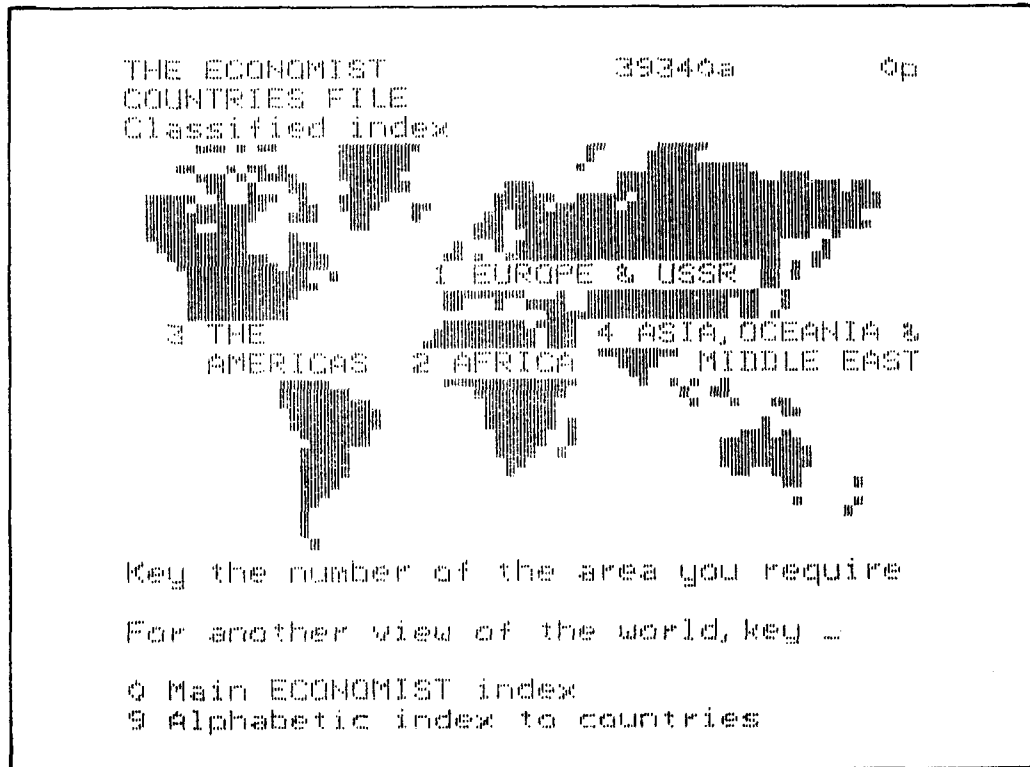 THE ECONOMIST 39340a 0p
COUNTRIES FILE
Classified index
1 EUROPE & USSR
3 THE 4 ASIA,OCEANIA &
AMERICAS 2 AFRICA MIDDLE EAST
Key the number of the area you require
For another view of the world, key …
0 Main ECONOMIST index
9 Alphabetic index to countries